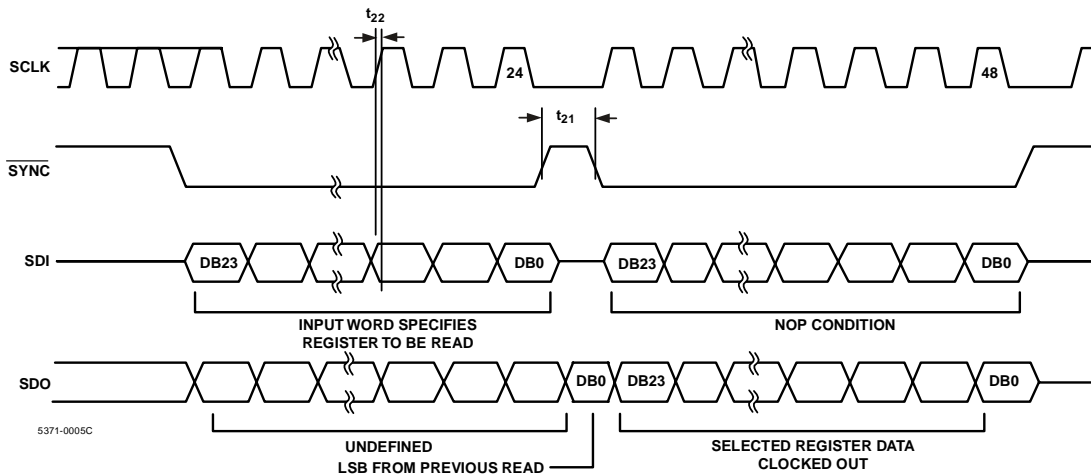 t22
SCLK
24
48
t21
SYNC
SDI
DB23
DB0
DB23
DB0
INPUT WORD SPECIFIES
REGISTER TO BE READ
NOP CONDITION
SDO
DB0
DB23
DB0
5371-0005C
UNDEFINED
LSB FROM PREVIOUS READ
SELECTED REGISTER DATA
CLOCKED OUT